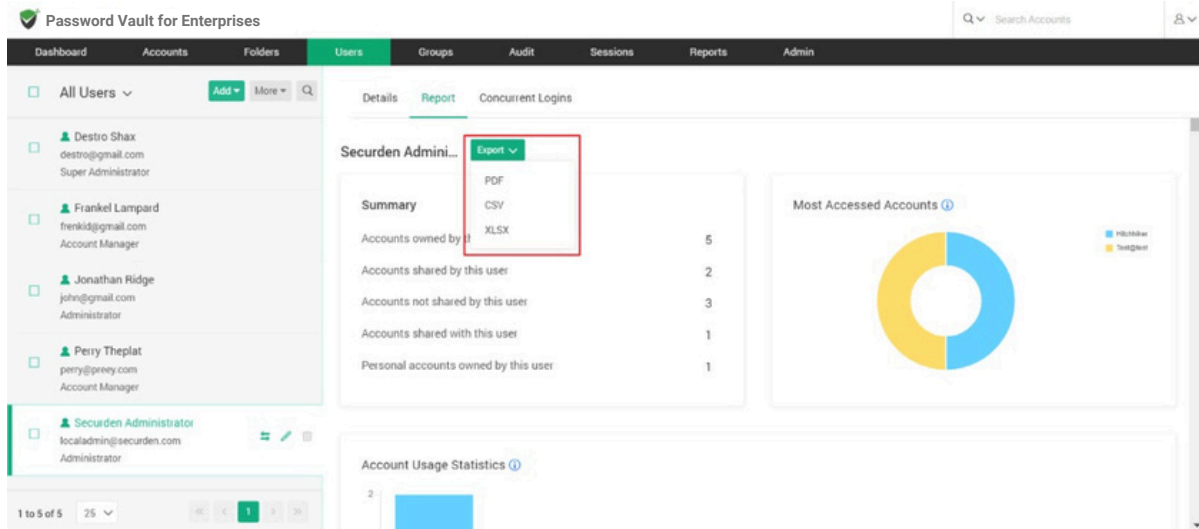 Password Vault for Enterprises
Search Accounts
Dashboard Accounts Folders Users Groups Audit Sessions Reports Admin
All Users
Add
More
Destro Shax
destro@gmail.com
Super Administrator
Frankel Lampard
frenkid@gmail.com
Account Manager
Jonathan Ridge
john@gmail.com
Administrator
Perry Theplat
perry@preey.com
Account Manager
Securden Administrator
localadmin@securden.com
Administrator
1 to 5 of 5 25 1
Details Report Concurrent Logins
Securden Admini... Export
PDF
CSV
XLSX
Summary
Accounts owned by 5
Accounts shared by this user 2
Accounts not shared by this user 3
Accounts shared with this user 1
Personal accounts owned by this user 1
Most Accessed Accounts
Account Usage Statistics
2